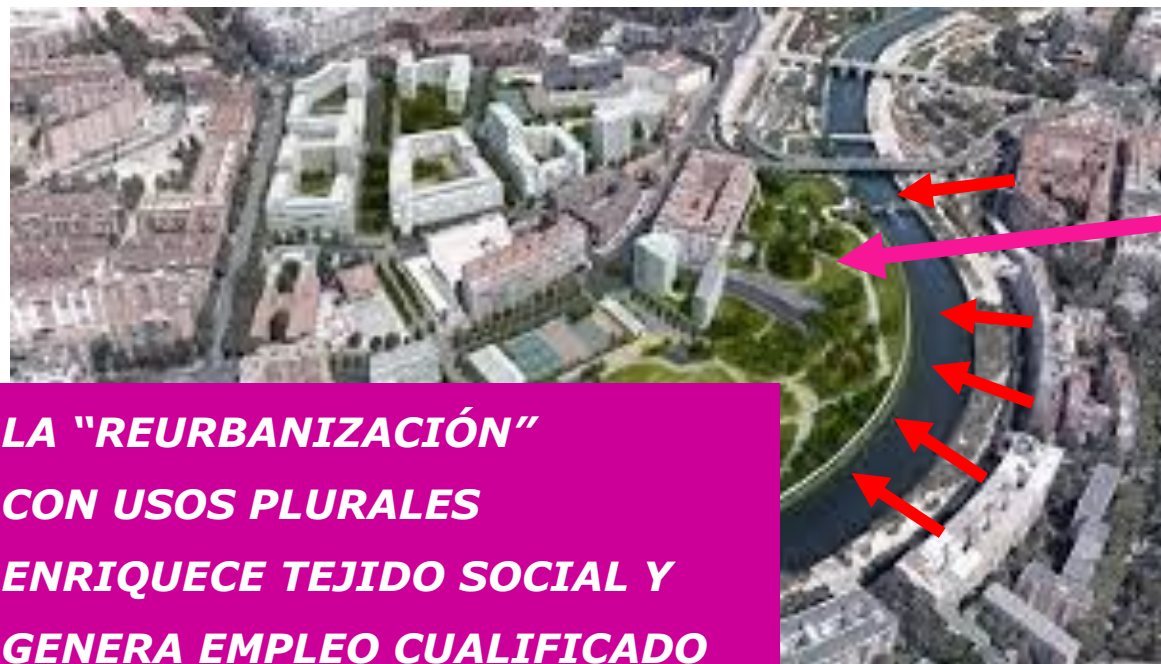 LA “REURBANIZACIÓN”
CON USOS PLURALES
ENRIQUECE TEJIDO SOCIAL Y
GENERA EMPLEO CUALIFICADO